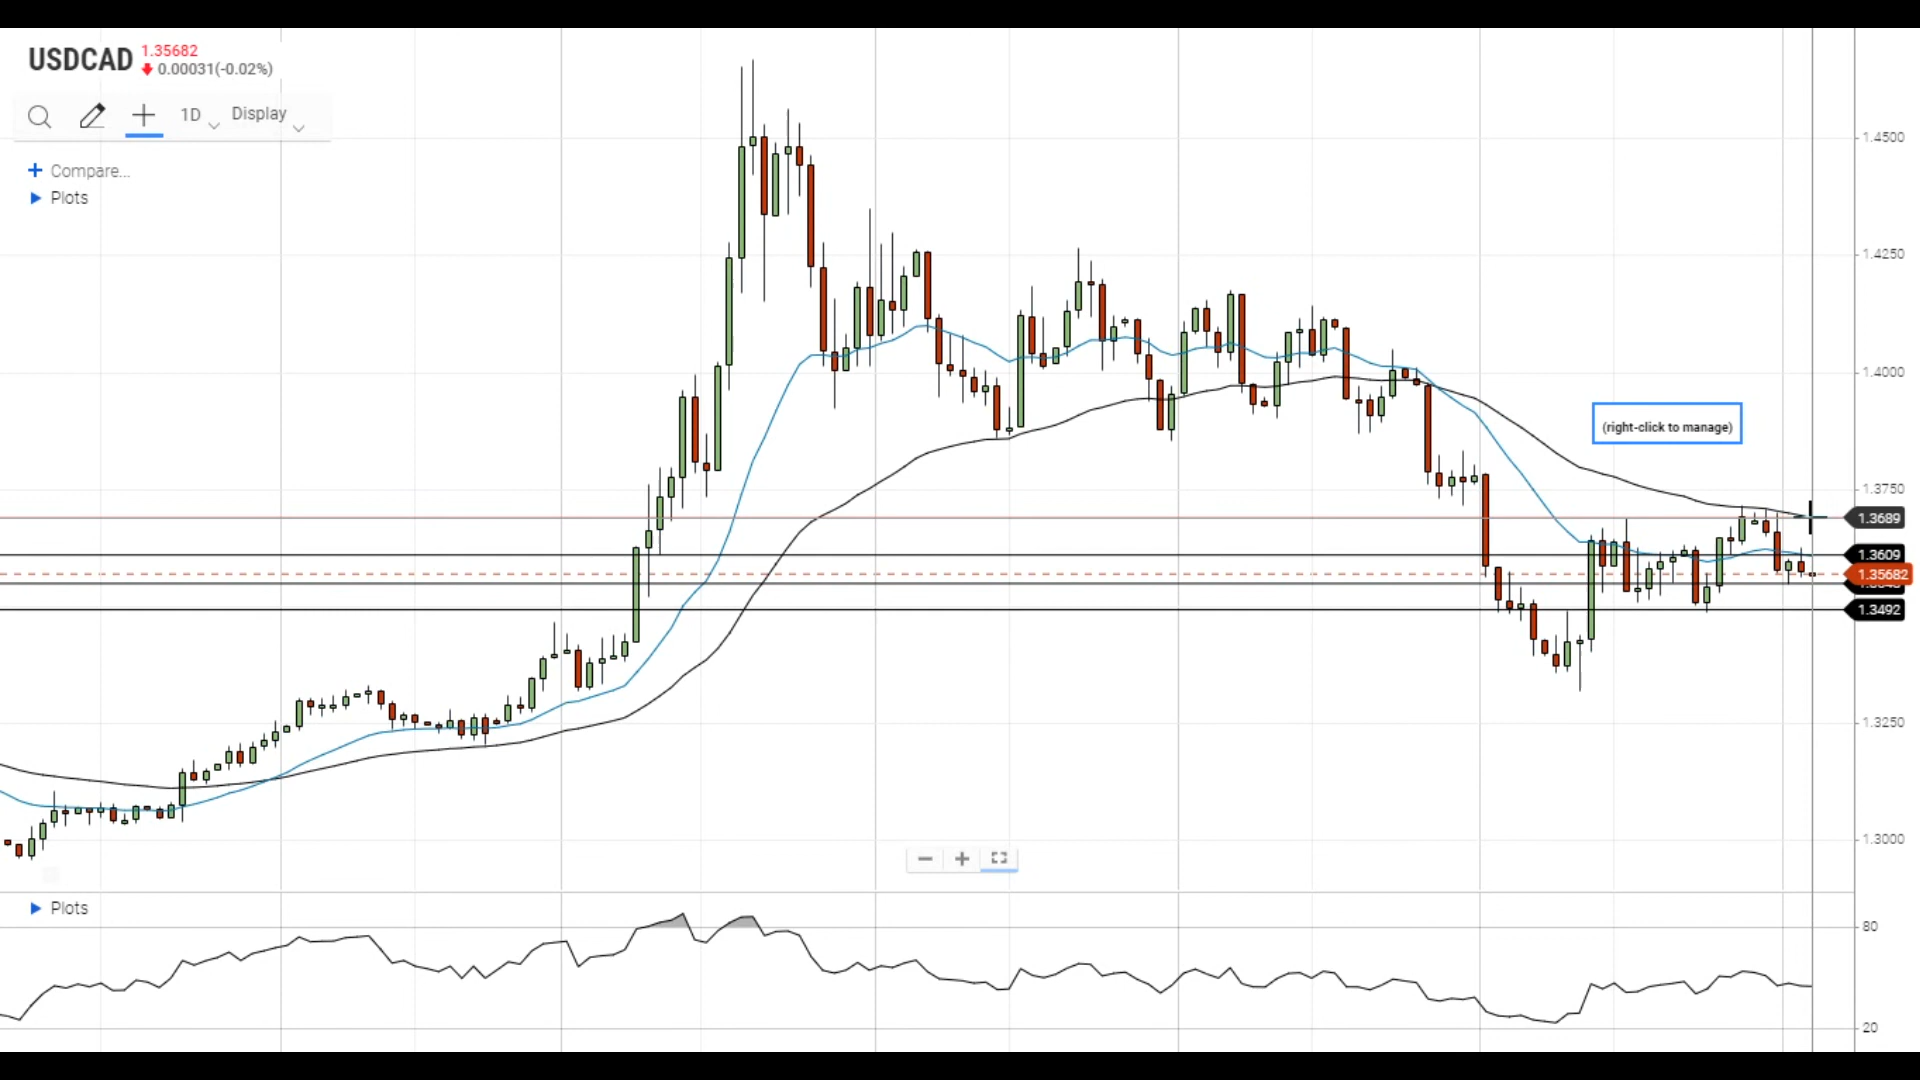 USDCAD
1.35682
0.00031(-0.02%)
1D
Display
Compare...
Plots
1.4500
1.4250
1.4000
(right-click to manage)
1.3750
1.3689
1.3609
1.35682
1.3492
1.3250
1.3000
Plots
80
20